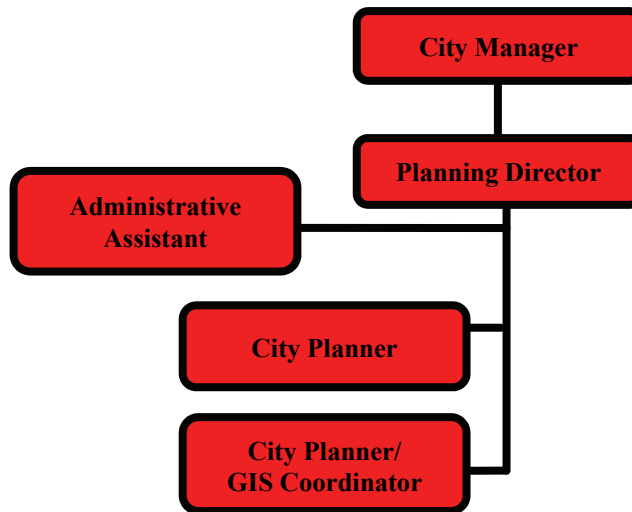 City Manager
Planning Director
Administrative
Assistant
City Planner
City Planner/
GIS Coordinator